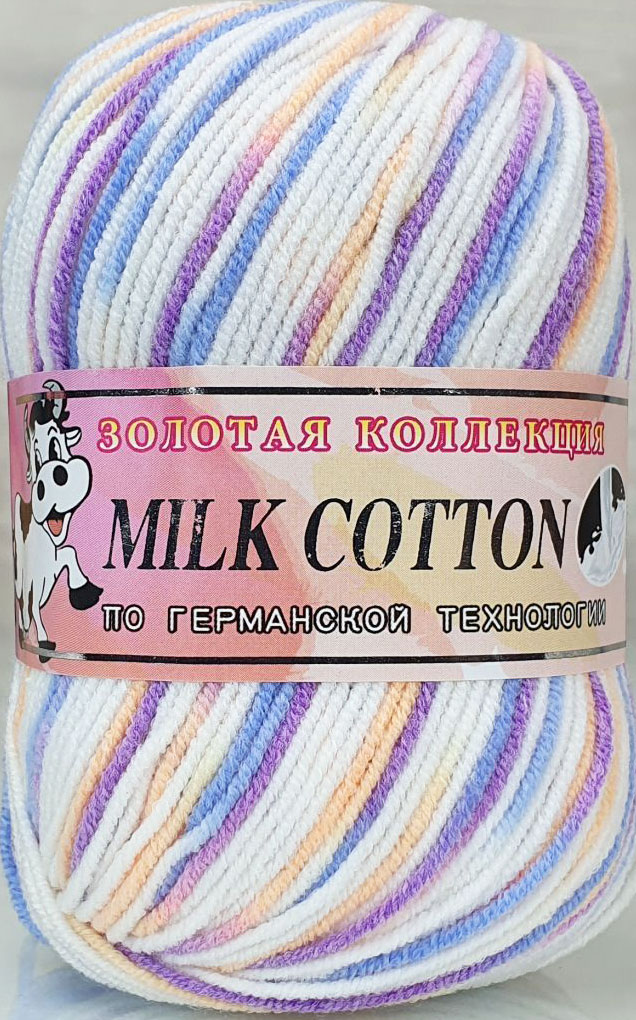 ЗОЛОТАЯ КОЛЛЕКЦИЯ
MILK COTTON
ПО ГЕРМАНСКОЙ ТЕХНОЛОГИИ